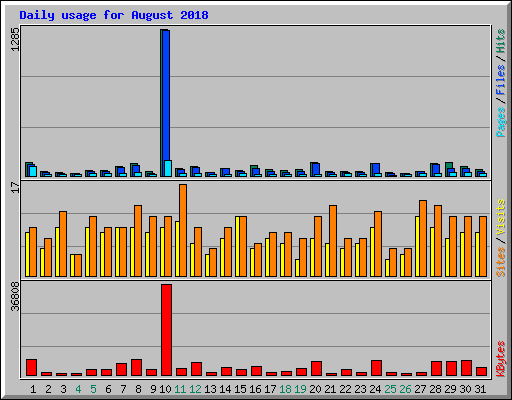 Daily usage for August 2018
1285
Pages / Files / Hits
17
Sites / Visits
36808
KBytes
1 2 3 4 5 6 7 8 9 10 11 12 13 14 15 16 17 18 19 20 21 22 23 24 25 26 27 28 29 30 31